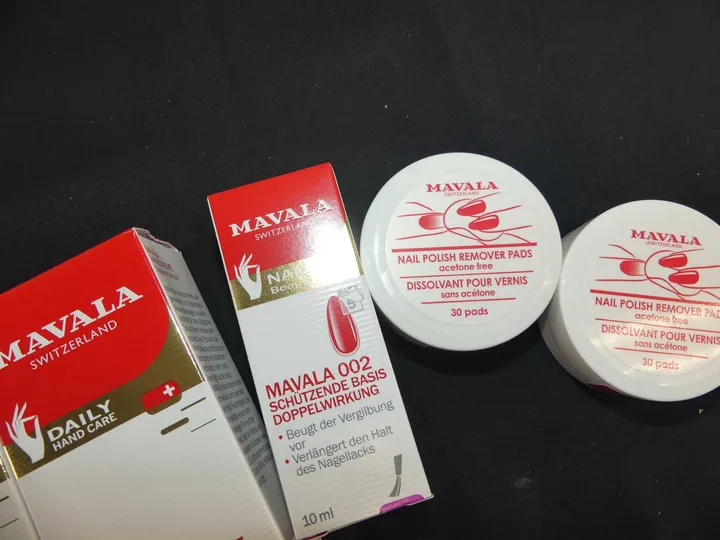 MAVALA
SWITZERLAND
DAILY
HAND CARE
MAVALA
SWITZERLAND
MAVALA 002
SCHÜTZENDE BASIS
DOPPELWIRKUNG
• Beugt der Vergilbung
vor
• Verlängert den Halt
des Nagellacks
10 ml
MAVALA
SWITZERLAND
NAIL POLISH REMOVER PADS
acetone free
DISSOLVANT POUR VERNIS
sans acétone
30 pads
MAVALA
SWITZERLAND
NAIL POLISH REMOVER PAD
acetone free
DISSOLVANT POUR VERNIS
sans acétone
30 pads